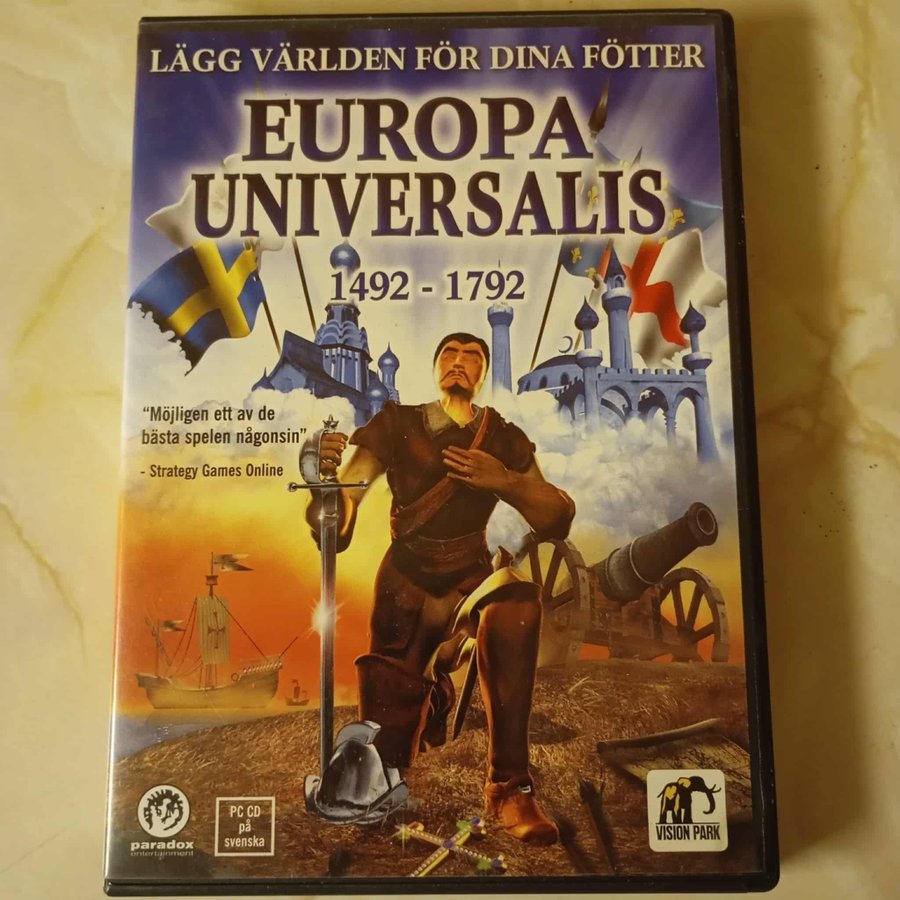 LÄGG VÄRLDEN FÖR DINA FÖTTER
EUROPA
UNIVERSALIS
1492 - 1792
"Möjligen ett av de
bästa spelen någonsin"
- Strategy Games Online
paradox
entertainment
PC CD
på
svenska
VISION PARK